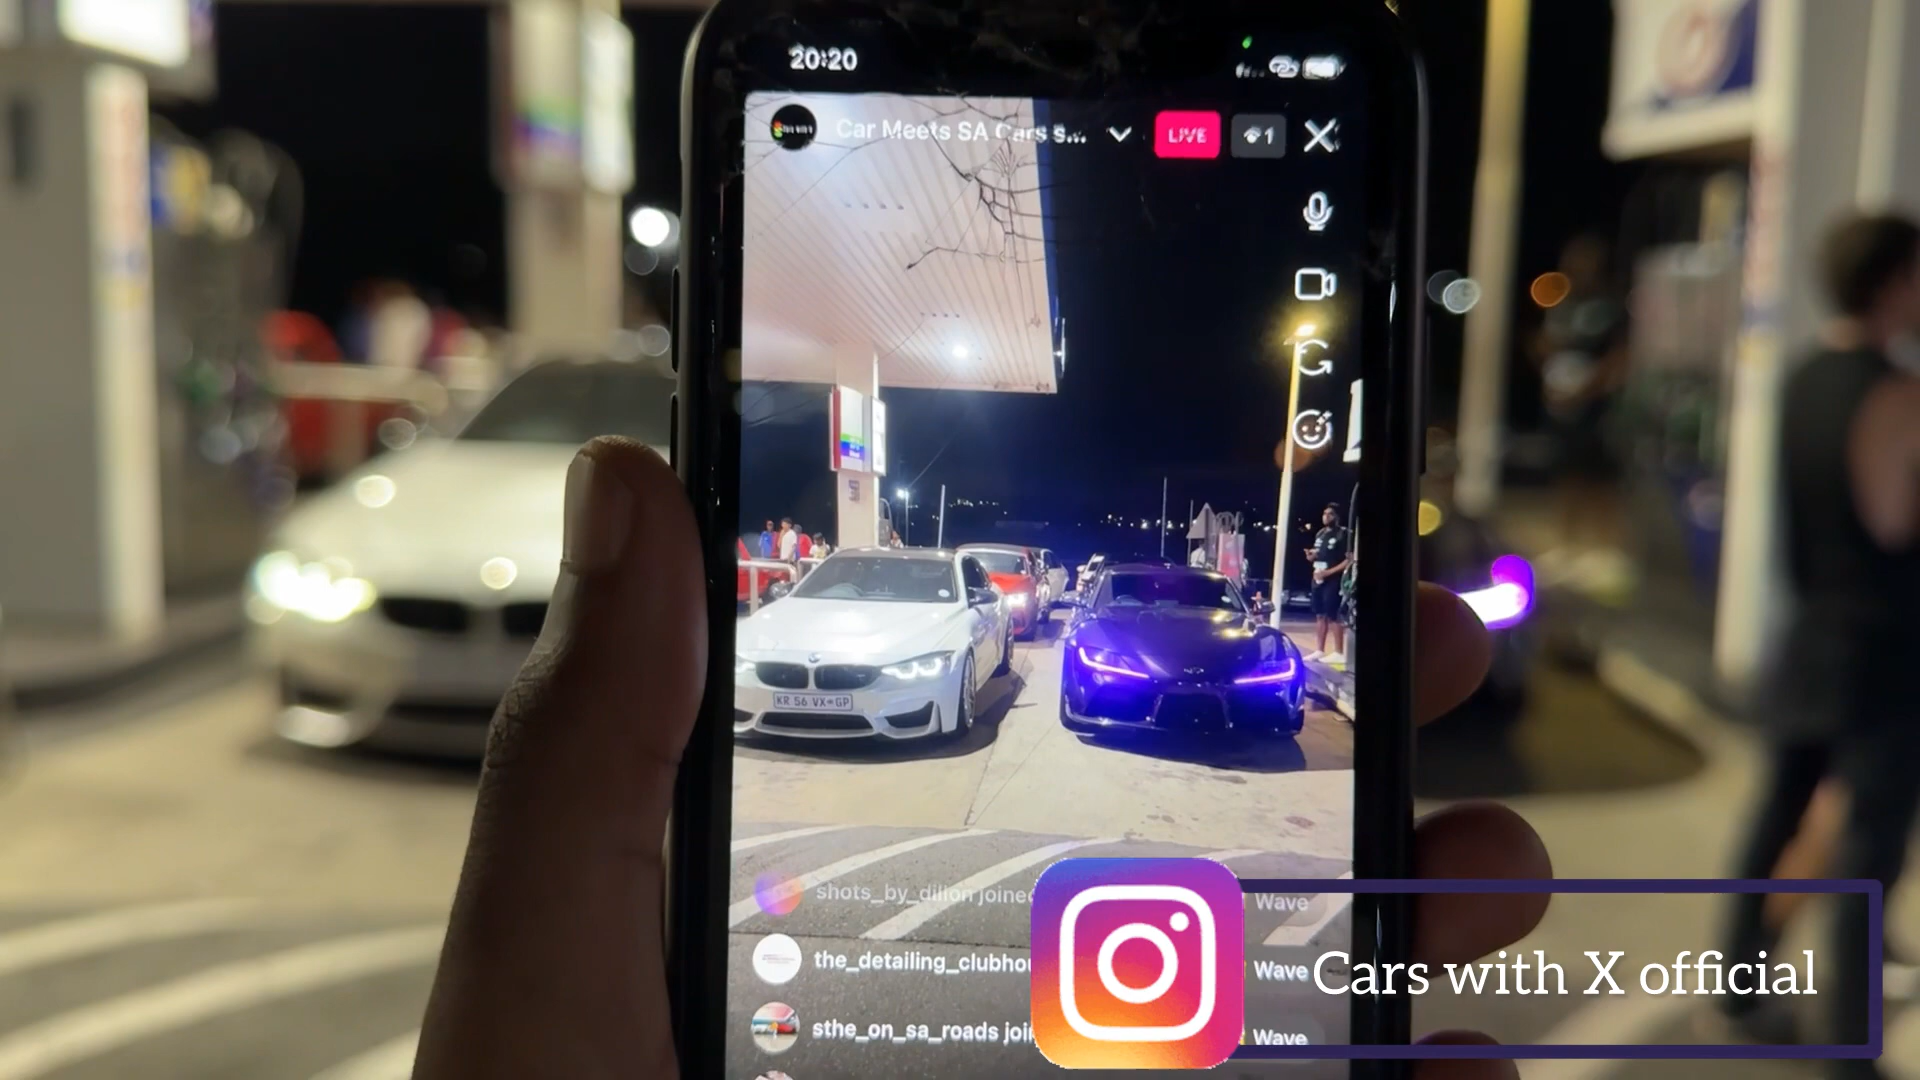 20:20
Car Meets SA Cars s...
LIVE
1
KR 56 VX GP
shots_by_dillon joined
Wave
the_detailing_clubhou
Wave
sthe_on_sa_roads joi
Wave
Cars with X official